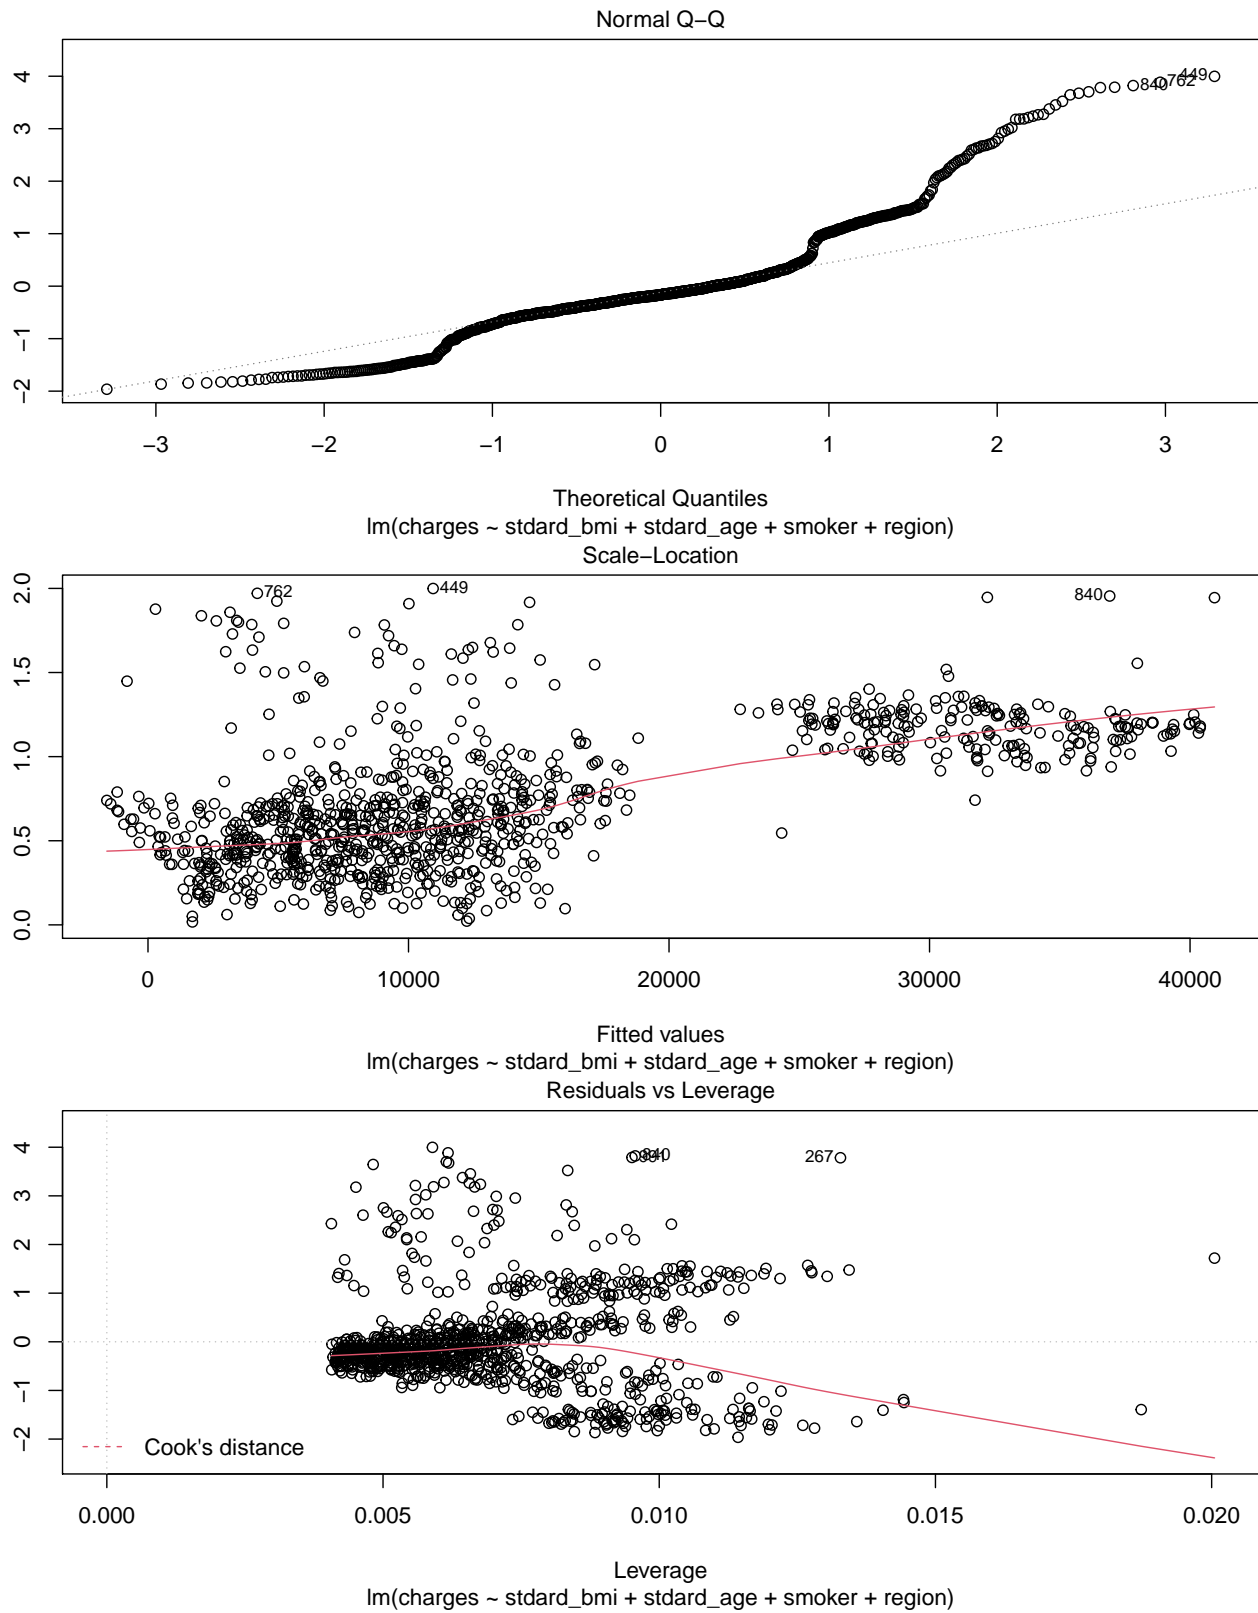 Normal Q−Q
4
3
2
1
0
−1
−2
449
762
840
−3 −2 −1 0 1 2 3
Theoretical Quantiles
lm(charges ~ stdard_bmi + stdard_age + smoker + region)
Scale−Location
2.0
1.5
1.0
0.5
0.0
762
449
840
0 10000 20000 30000 40000
Fitted values
lm(charges ~ stdard_bmi + stdard_age + smoker + region)
Residuals vs Leverage
4
3
2
1
0
−1
−2
840
267
Cook's distance
0.000 0.005 0.010 0.015 0.020
Leverage
lm(charges ~ stdard_bmi + stdard_age + smoker + region)